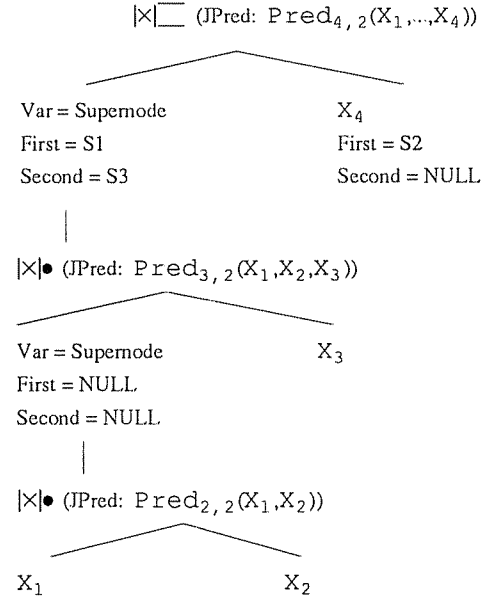 |×|⎺⎽ (JPred: Pred4,2(X1,...,X4))
Var = Supernode X4
First = S1 First = S2
Second = S3 Second = NULL
|×|● (JPred: Pred3,2(X1,X2,X3))
Var = Supernode X3
First = NULL
Second = NULL
|×|● (JPred: Pred2,2(X1,X2))
X1 X2